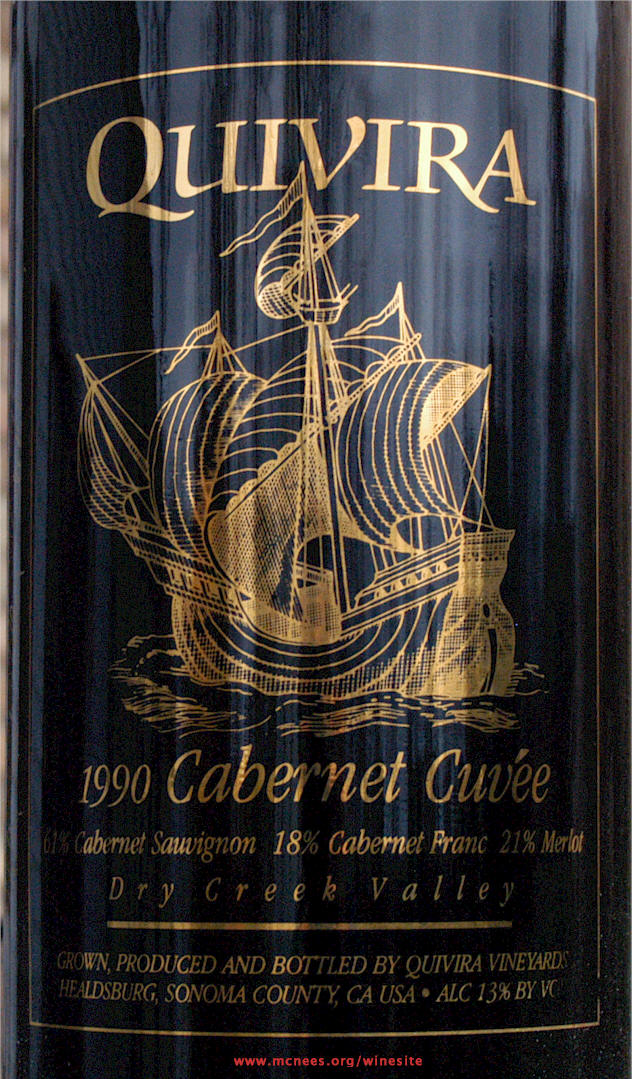 QUIVIRA
1990 Cabernet Cuvée
61% Cabernet Sauvignon 18% Cabernet Franc 21% Merlot
Dry Creek Valley
GROWN, PRODUCED AND BOTTLED BY QUIVIRA VINEYARDS
HEALDSBURG, SONOMA COUNTY, CA USA • ALC 13% BY
www.mcnees.org/winesite